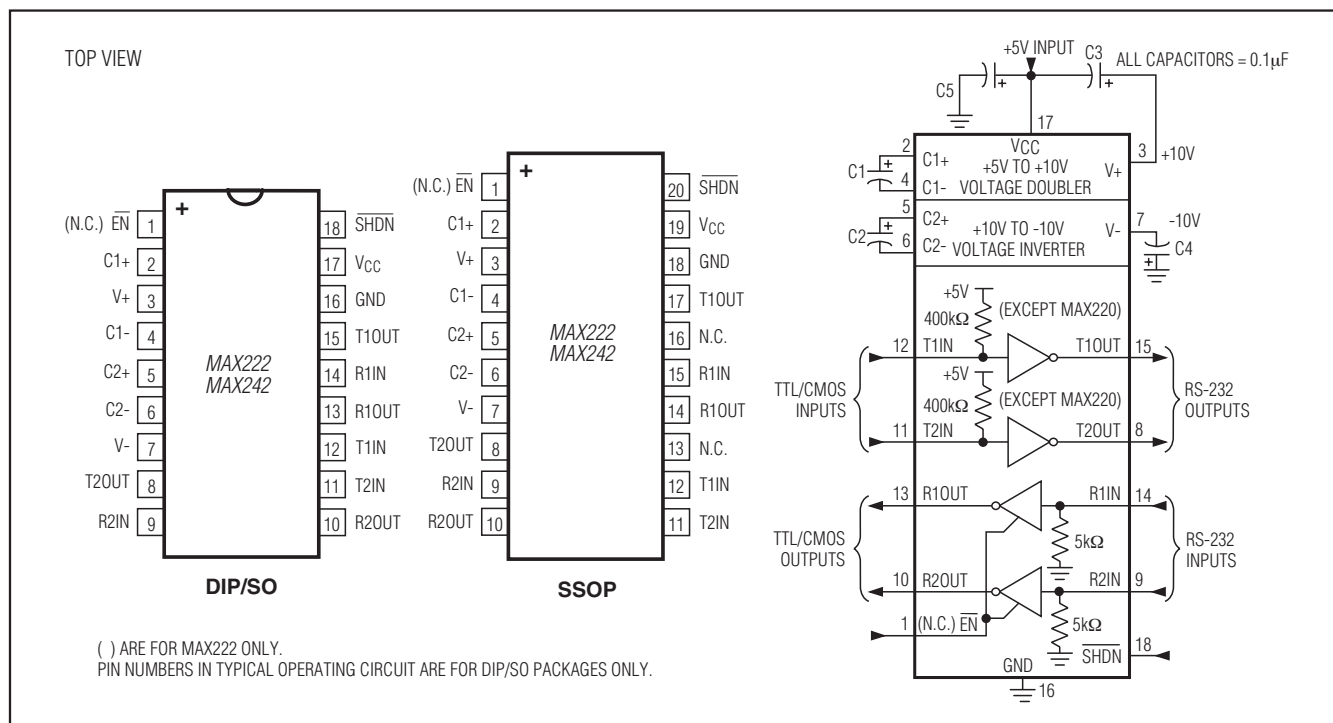 TOP VIEW
+
(N.C.) EN 1
C1+ 2
V+ 3
C1- 4
C2+ 5
C2- 6
V- 7
T2OUT 8
R2IN 9
18 SHDN
17 VCC
16 GND
15 T1OUT
14 R1IN
13 R1OUT
12 T1IN
11 T2IN
10 R2OUT
MAX222
MAX242
DIP/SO
+
(N.C.) EN 1
C1+ 2
V+ 3
C1- 4
C2+ 5
C2- 6
V- 7
T2OUT 8
R2IN 9
R2OUT 10
20 SHDN
19 VCC
18 GND
17 T1OUT
16 N.C.
15 R1IN
14 R1OUT
13 N.C.
12 T1IN
11 T2IN
MAX222
MAX242
SSOP
( ) ARE FOR MAX222 ONLY.
PIN NUMBERS IN TYPICAL OPERATING CIRCUIT ARE FOR DIP/SO PACKAGES ONLY.
+5V INPUT
C3
ALL CAPACITORS = 0.1μF
C5
+
+
17
VCC
2
C1+
+5V TO +10V
VOLTAGE DOUBLER
3
+10V
V+
C1
+
4
C1-
5
C2+
+10V TO -10V
VOLTAGE INVERTER
7
-10V
V-
C2
+
6
C2-
C4
+
+5V
400kΩ
(EXCEPT MAX220)
12
T1IN
T1OUT
15
TTL/CMOS
INPUTS
+5V
400kΩ
(EXCEPT MAX220)
RS-232
OUTPUTS
11
T2IN
T2OUT
8
13
R1OUT
R1IN
14
TTL/CMOS
OUTPUTS
5kΩ
RS-232
INPUTS
10
R2OUT
R2IN
9
1
(N.C.) EN
5kΩ
SHDN
18
GND
16